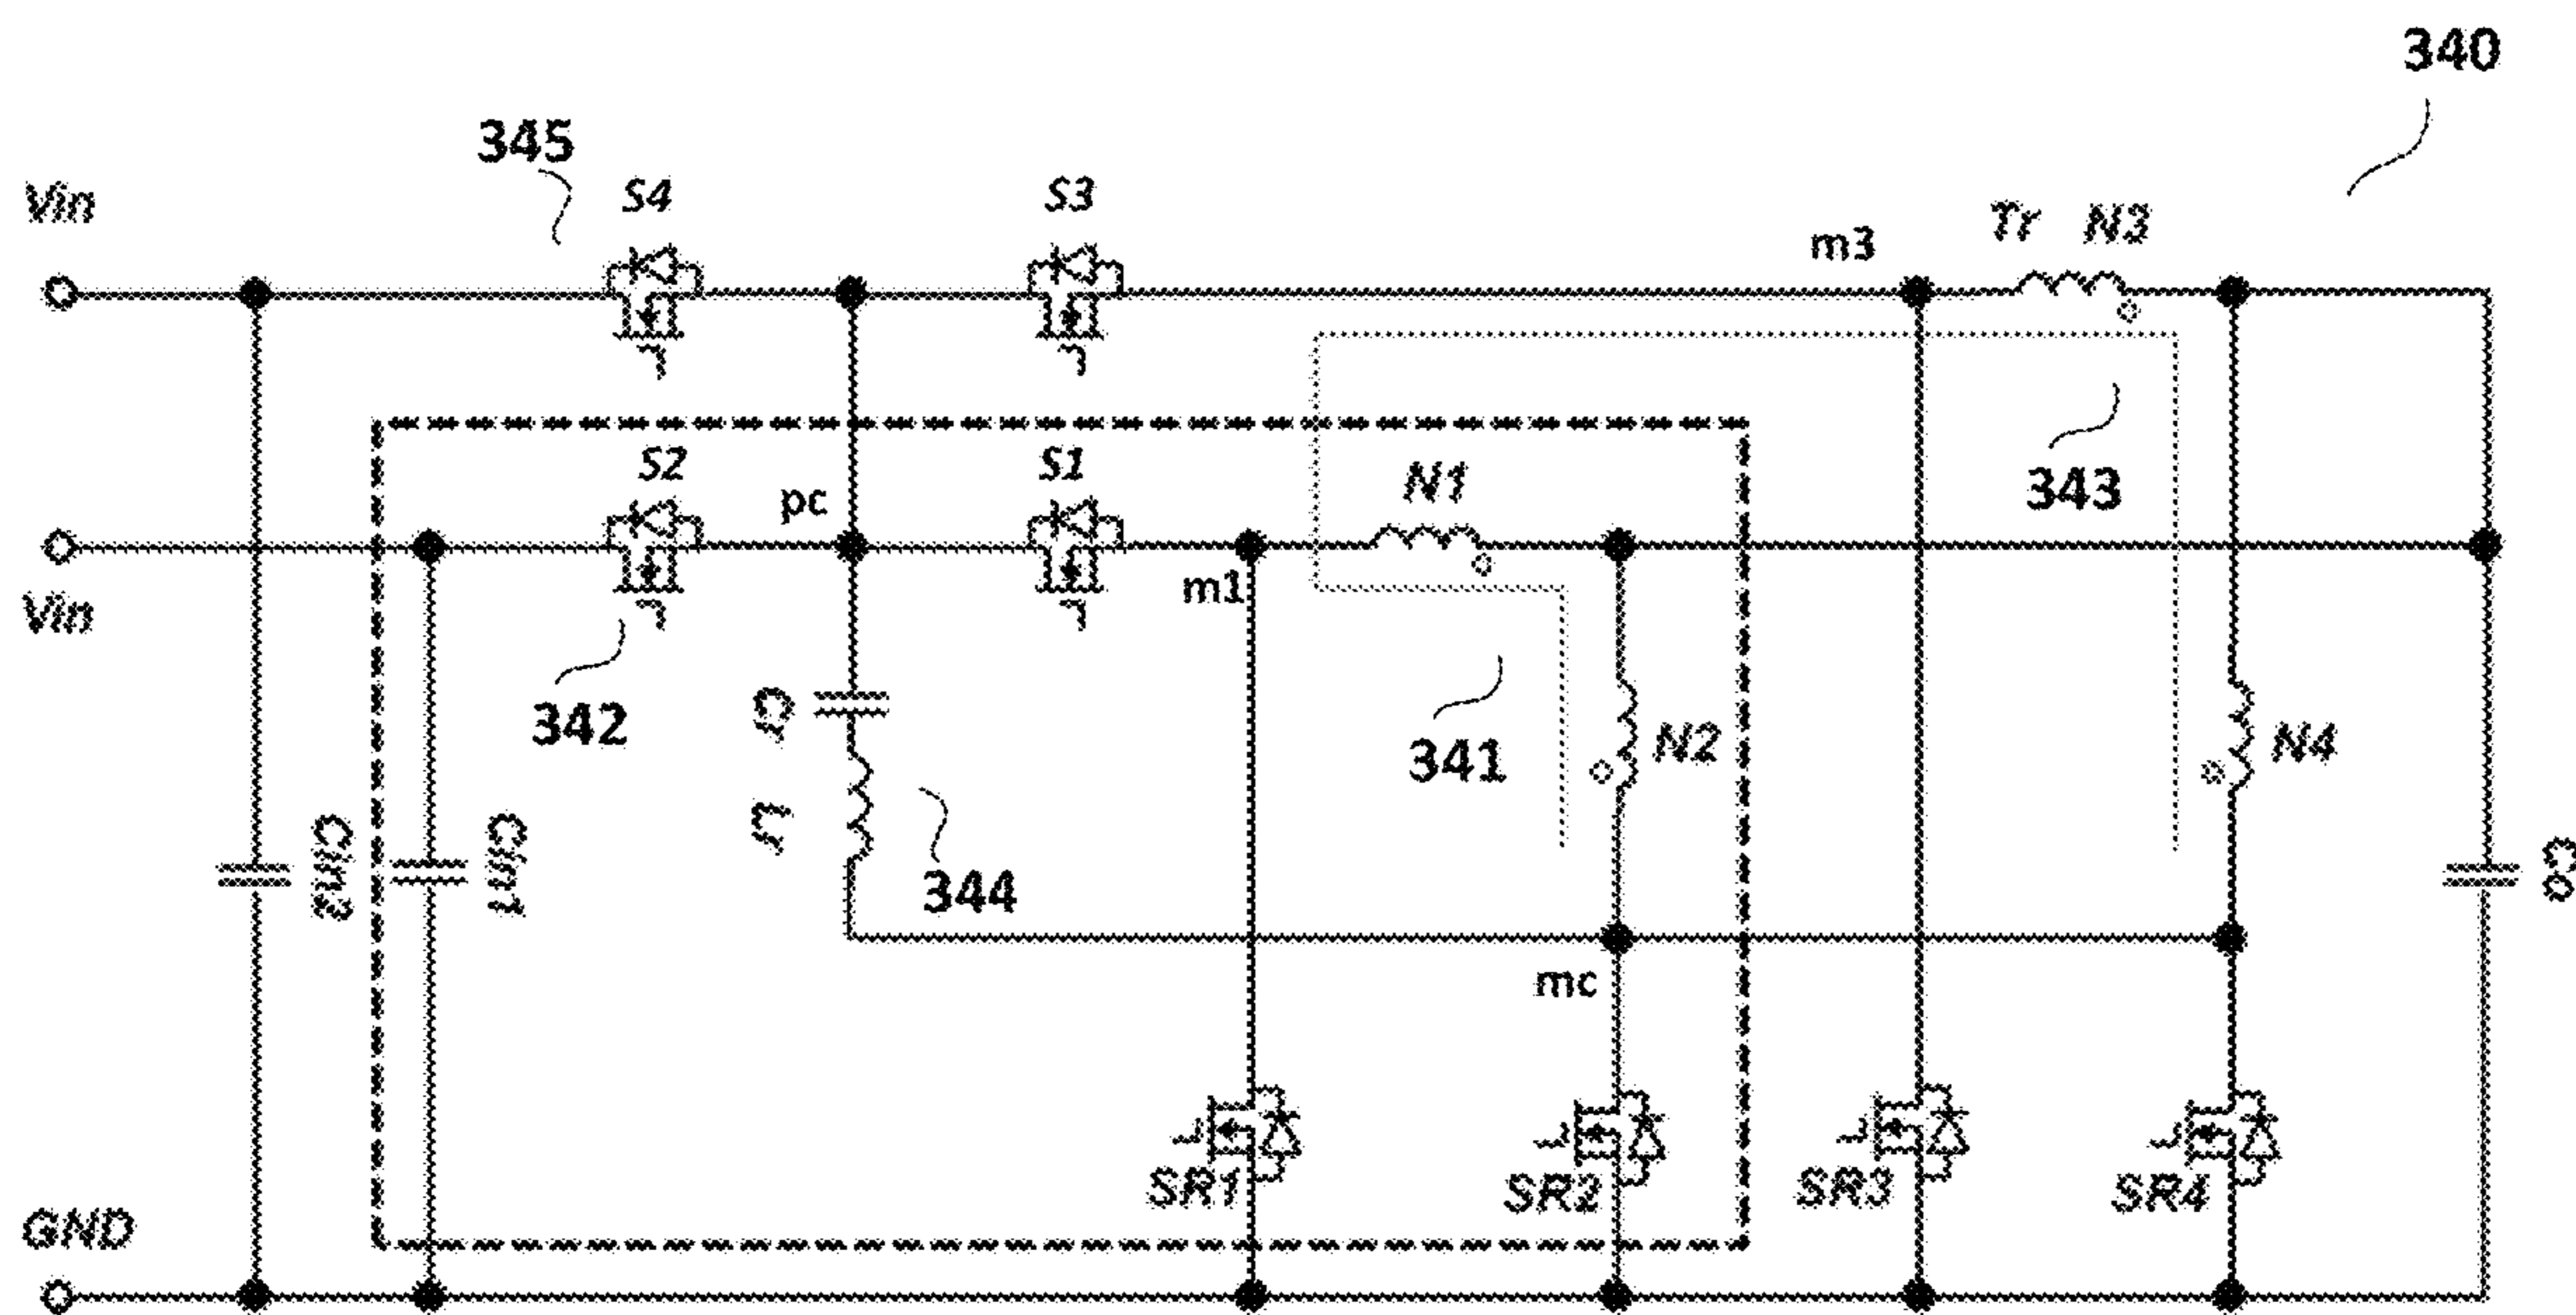 340
345
S4
S3
Vin
Tr
N3
m3
343
S2
S1
pc
N1
Vin
m1
342
Cr
341
N2
N4
Lr
Cin3
Cin1
344
Co
mc
SR1
SR2
SR3
SR4
GND